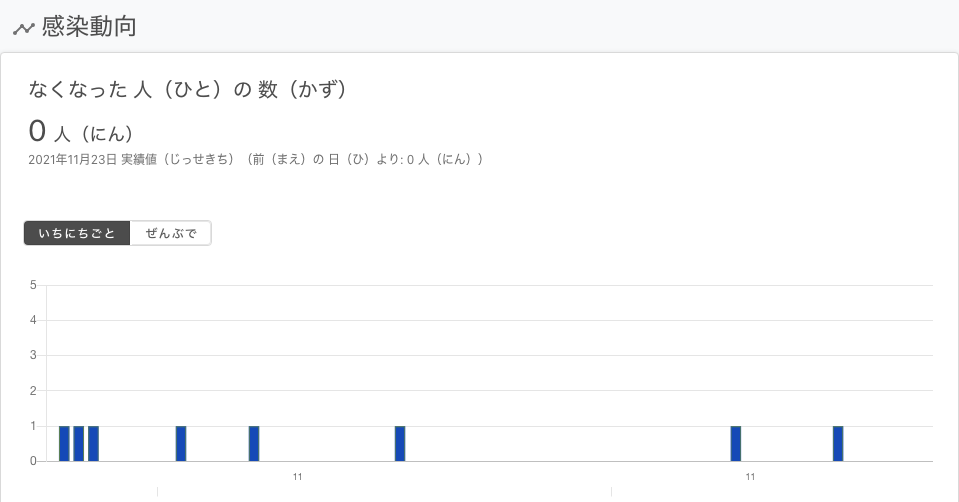 感染動向
なくなった 人（ひと）の 数（かず）
0 人（にん）
2021年11月23日 実績値（じっせきち）（前（まえ）の 日（ひ）より: 0 人（にん））
いちにちごと ぜんぶで
5
4
3
2
1
0
11 11